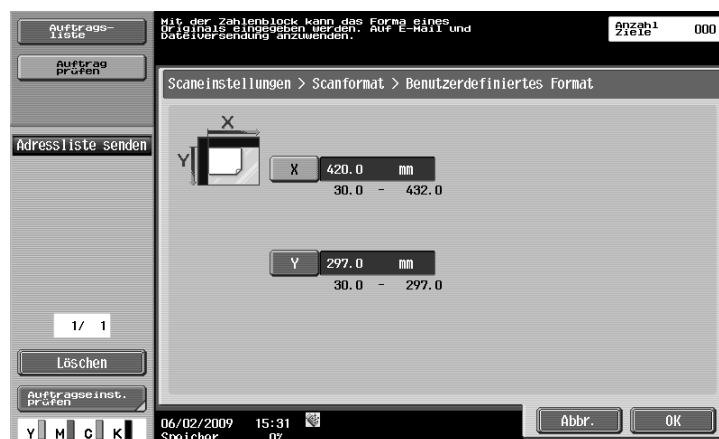 Auftrags-
liste
Auftrag
prüfen
Mit der Zahlenblock kann das Forma eines
Originals eingegeben werden. Auf E-Mail und
Dateiversendung anzuwenden.
Anzahl
Ziele 000
Scaneinstellungen > Scanformat > Benutzerdefiniertes Format
Adressliste senden
X
Y
X 420.0 mm
30.0 - 432.0
Y 297.0 mm
30.0 - 297.0
1/ 1
Löschen
Auftragseinst.
prüfen
Y M C K
06/02/2009 15:31
Speicher 0%
Abbr. OK